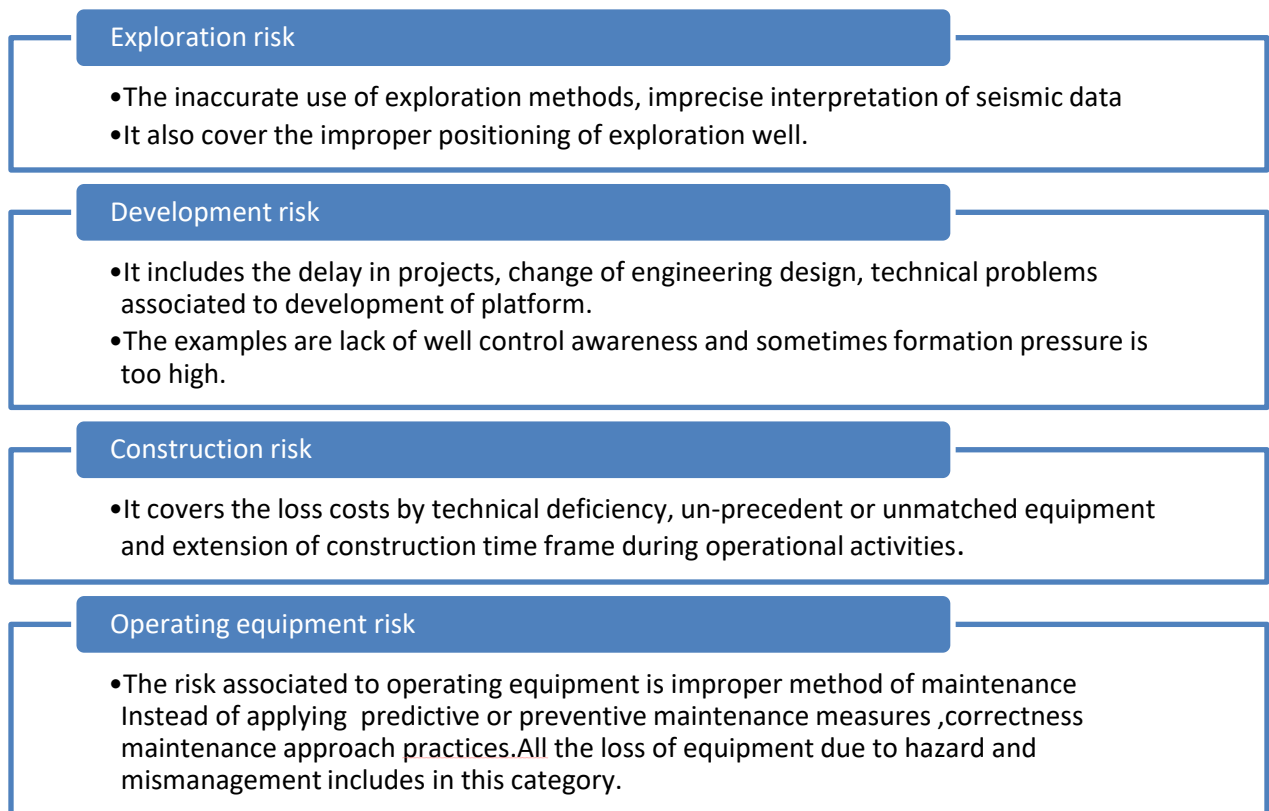 Exploration risk
•The inaccurate use of exploration methods, imprecise interpretation of seismic data
•It also cover the improper positioning of exploration well.
Development risk
•It includes the delay in projects, change of engineering design, technical problems
associated to development of platform.
•The examples are lack of well control awareness and sometimes formation pressure is
too high.
Construction risk
•It covers the loss costs by technical deficiency, un-precedent or unmatched equipment
and extension of construction time frame during operational activities.
Operating equipment risk
•The risk associated to operating equipment is improper method of maintenance
Instead of applying predictive or preventive maintenance measures ,correctness
maintenance approach practices.All the loss of equipment due to hazard and
mismanagement includes in this category.